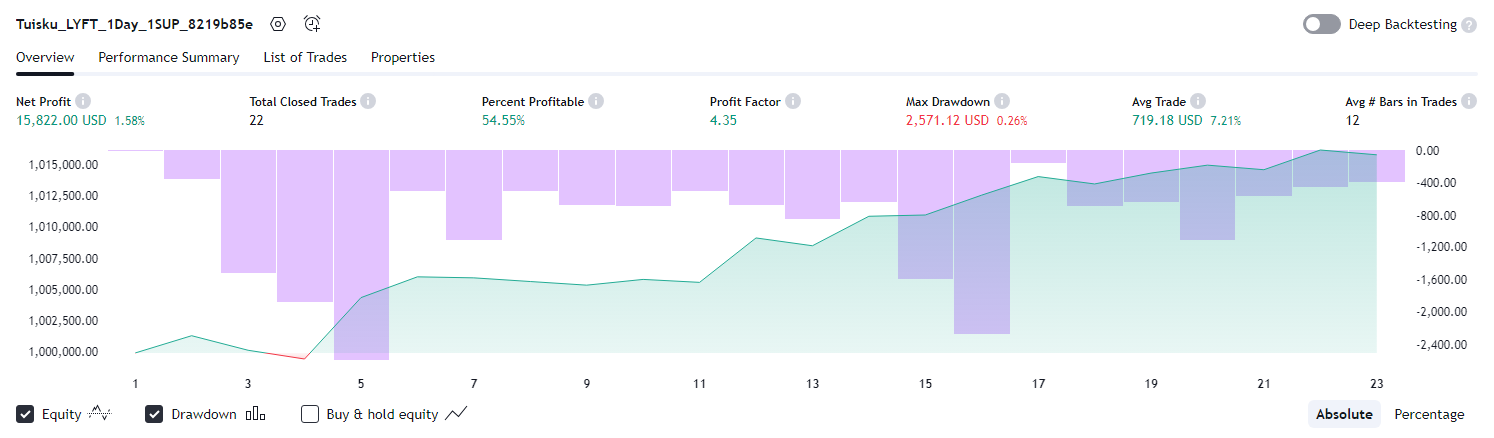 Tuisku_LYFT_1Day_1SUP_8219b85e Deep Backtesting ?
Overview Performance Summary List of Trades Properties
Net Profit Total Closed Trades Percent Profitable Profit Factor Max Drawdown Avg Trade Avg # Bars in Trades
15,822.00 USD 1.58% 22 54.55% 4.35 2,571.12 USD 0.26% 719.18 USD 7.21% 12
1,015,000.00 0.00
1,012,500.00 -400.00
1,010,000.00 -800.00
1,007,500.00 -1,200.00
1,005,000.00 -1,600.00
1,002,500.00 -2,000.00
1,000,000.00 -2,400.00
1 3 5 7 9 11 13 15 17 19 21 23
Equity Drawdown Buy & hold equity Absolute Percentage